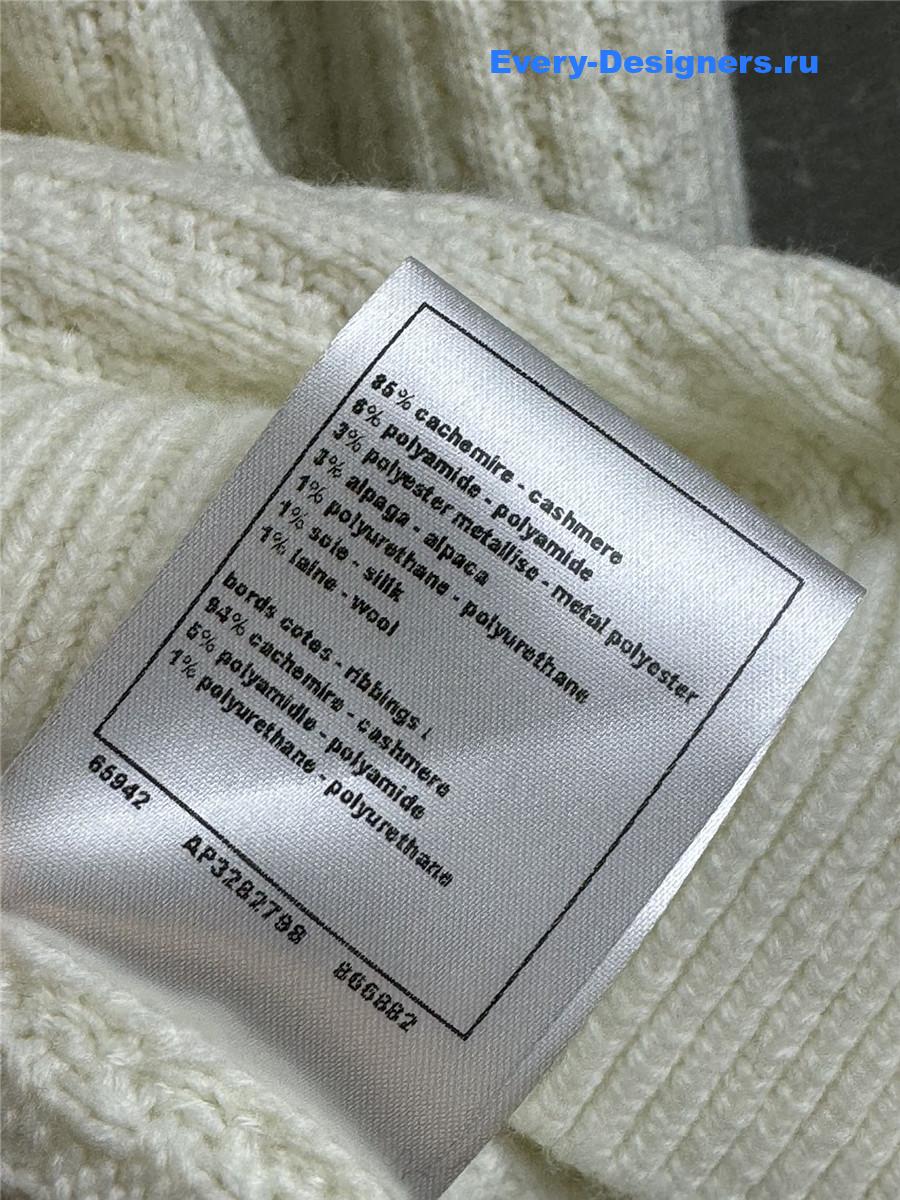 Every-Designers.ru
85% cachemire - cashmere
6% polyamide - polyamide
3% polyester metallise - metal polyester
3% alpaga - alpaca
1% polyurethane - polyurethane
1% soie - silk
1% laine - wool
bords cotes - ribbings :
94% cachemire - cashmere
5% polyamidle - polyamide
1% polyurethane - polyurethane
65942
AP3282798
866882